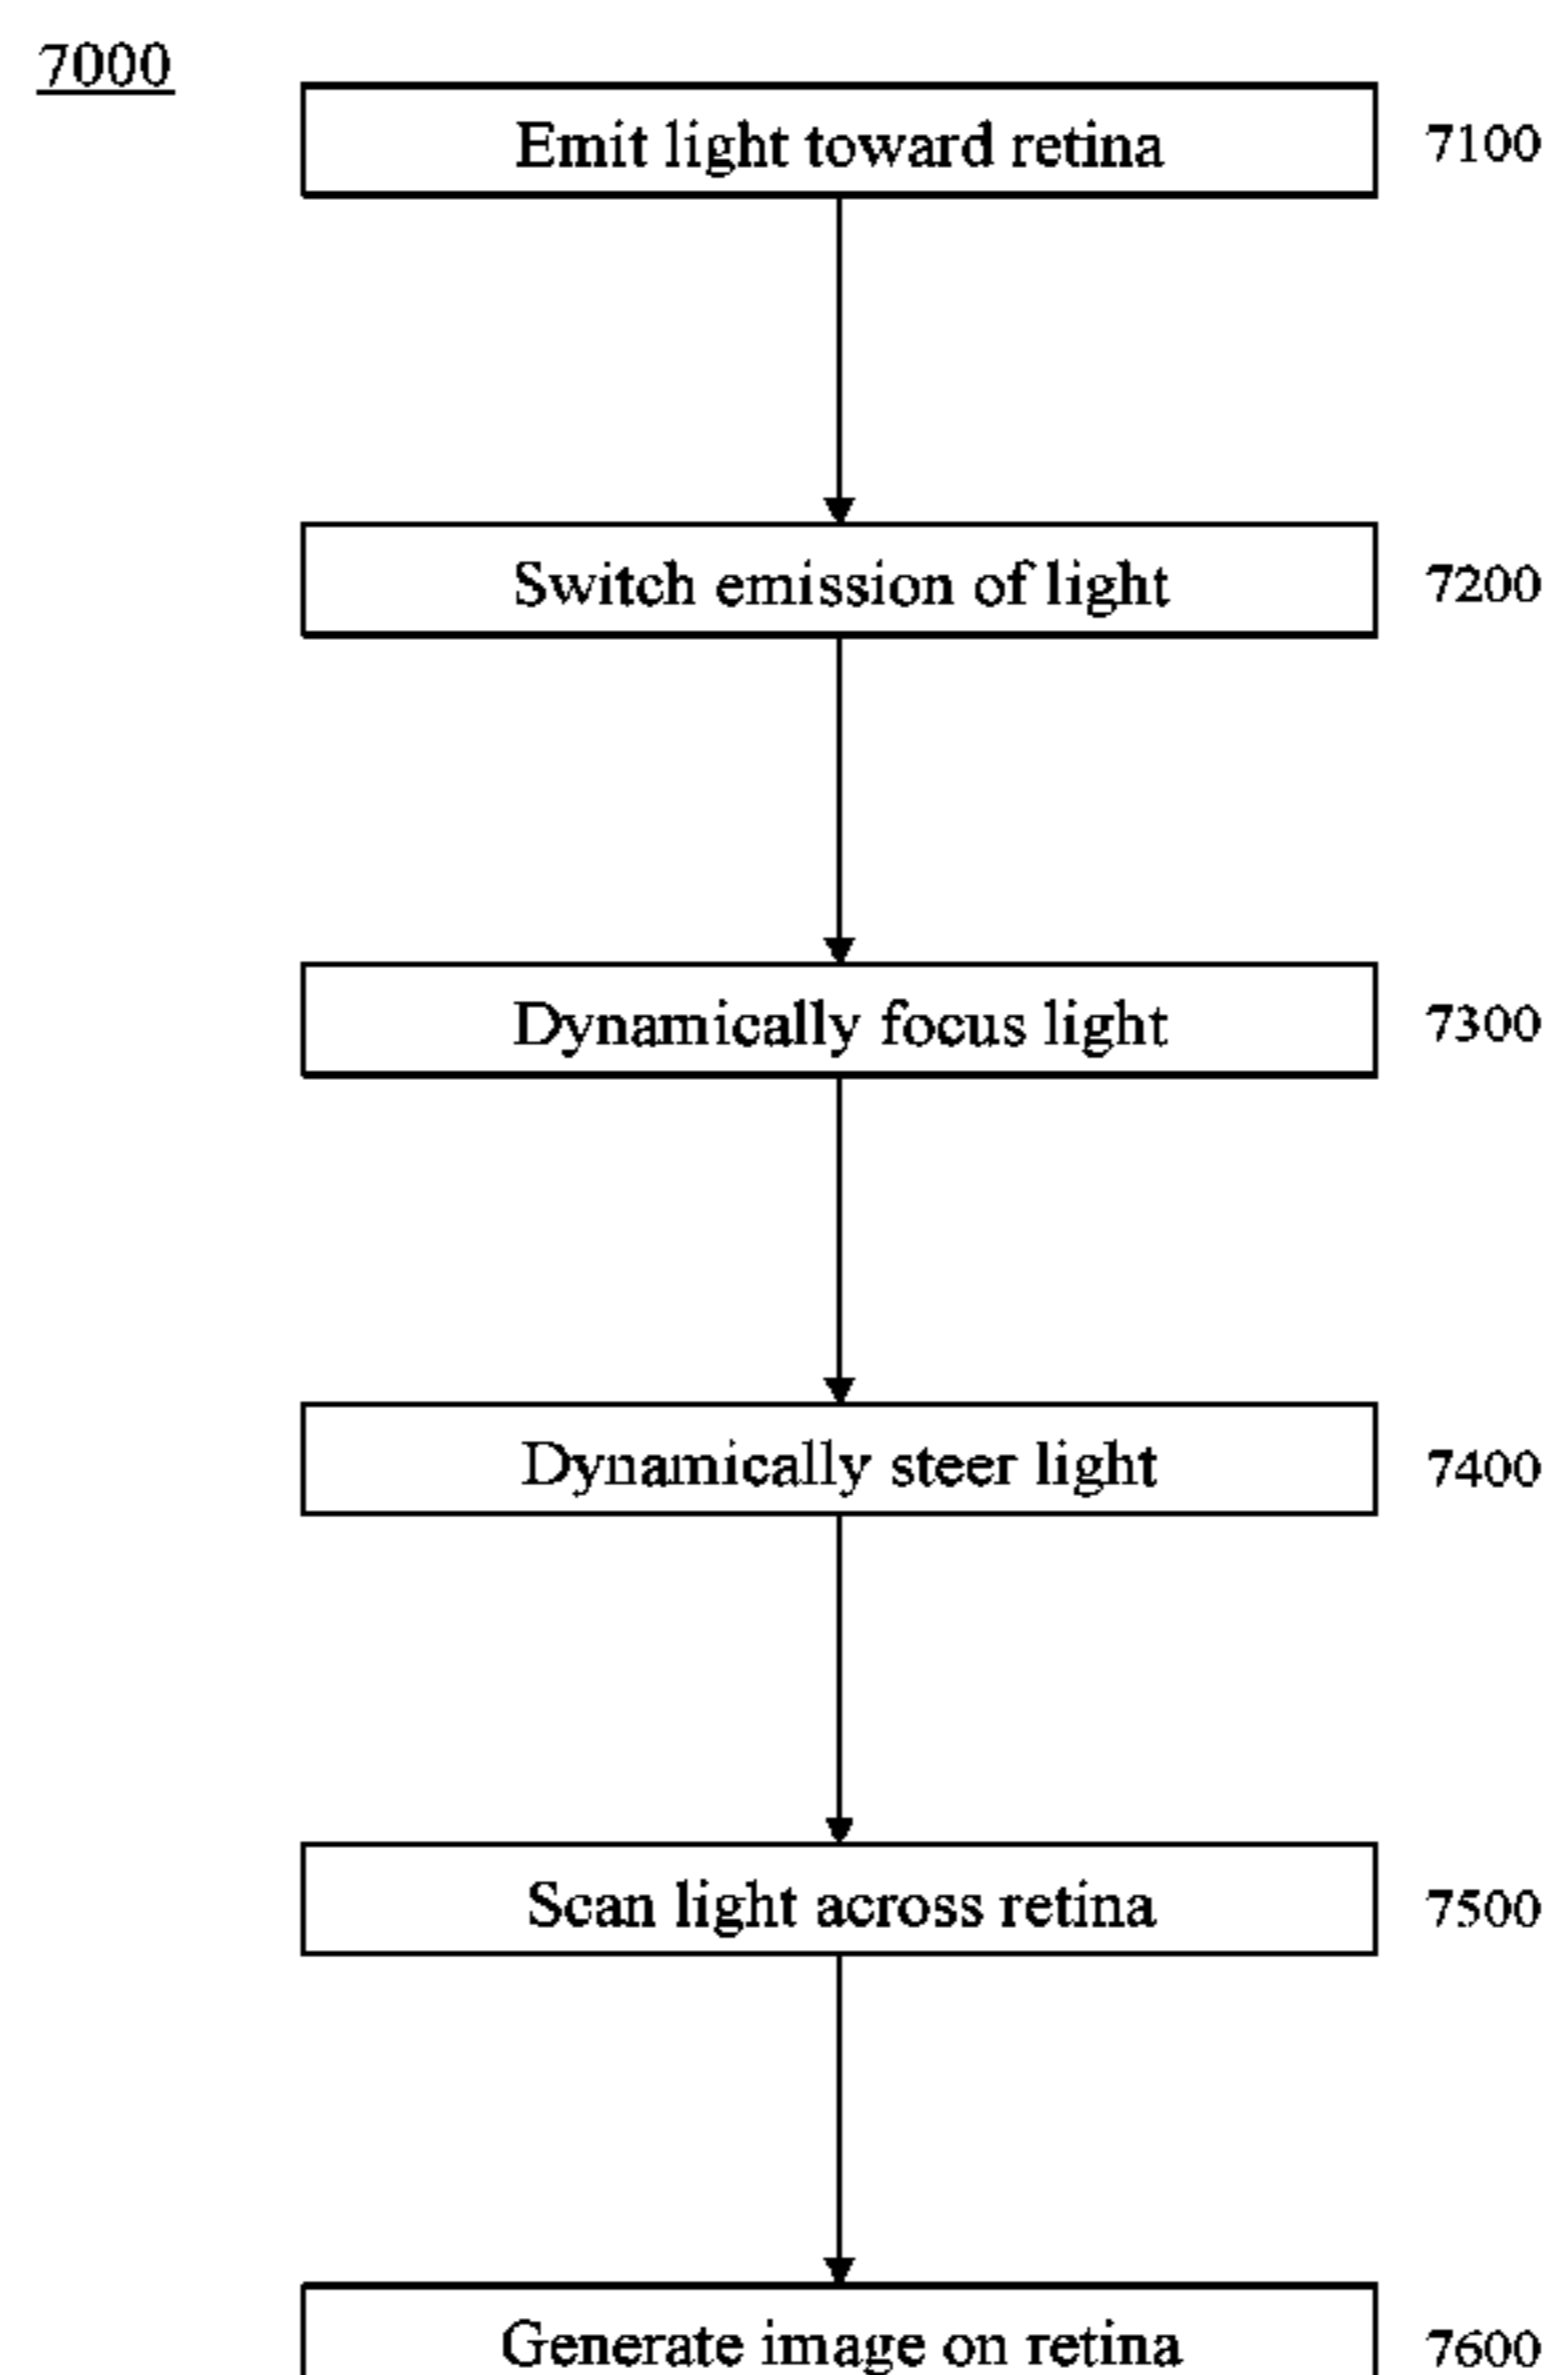 7000
Emit light toward retina 7100
Switch emission of light 7200
Dynamically focus light 7300
Dynamically steer light 7400
Scan light across retina 7500
Generate image on retina 7600